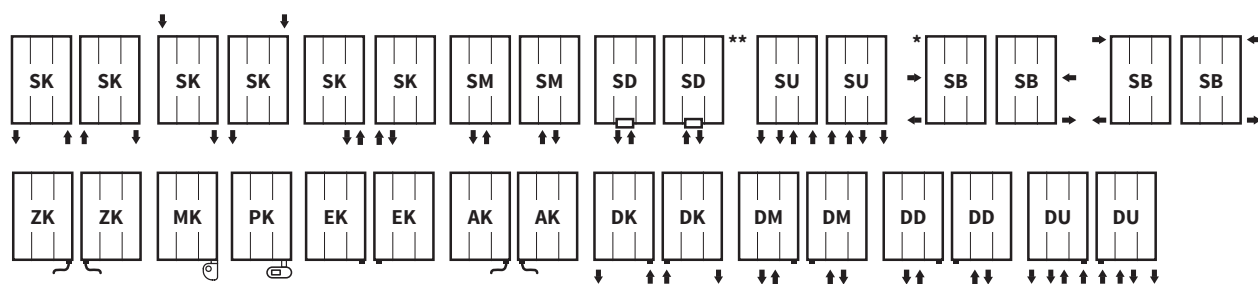 SK SK SK SK SK SK SM SM SD SD ** SU SU * SB SB SB SB
ZK ZK MK PK EK EK AK AK DK DK DM DM DD DD DU DU